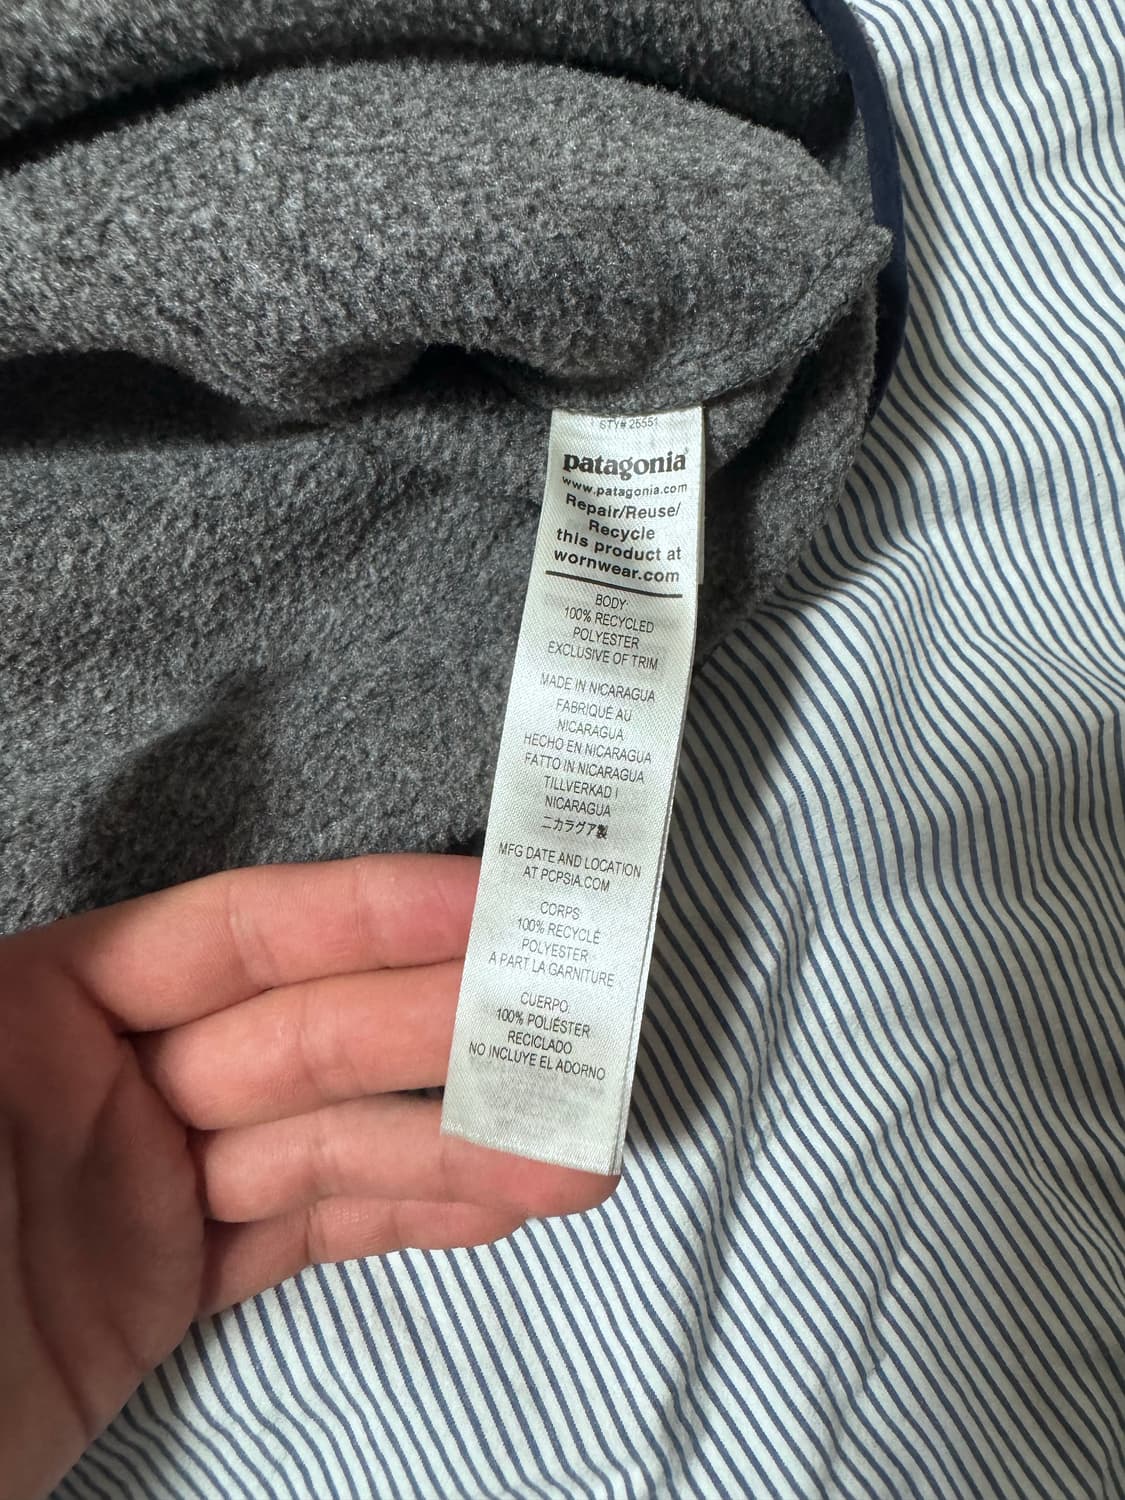 STY# 25551
patagonia®
www.patagonia.com
Repair/Reuse/
Recycle
this product at
wornwear.com
BODY:
100% RECYCLED
POLYESTER
EXCLUSIVE OF TRIM
MADE IN NICARAGUA
FABRIQUÉ AU
NICARAGUA
HECHO EN NICARAGUA
FATTO IN NICARAGUA
TILLVERKAD I
NICARAGUA
ニカラグア製
MFG DATE AND LOCATION
AT PCPSIA.COM
CORPS:
100% RECYCLÉ
POLYESTER
A PART LA GARNITURE
CUERPO:
100% POLIÉSTER
RECICLADO
NO INCLUYE EL ADORNO